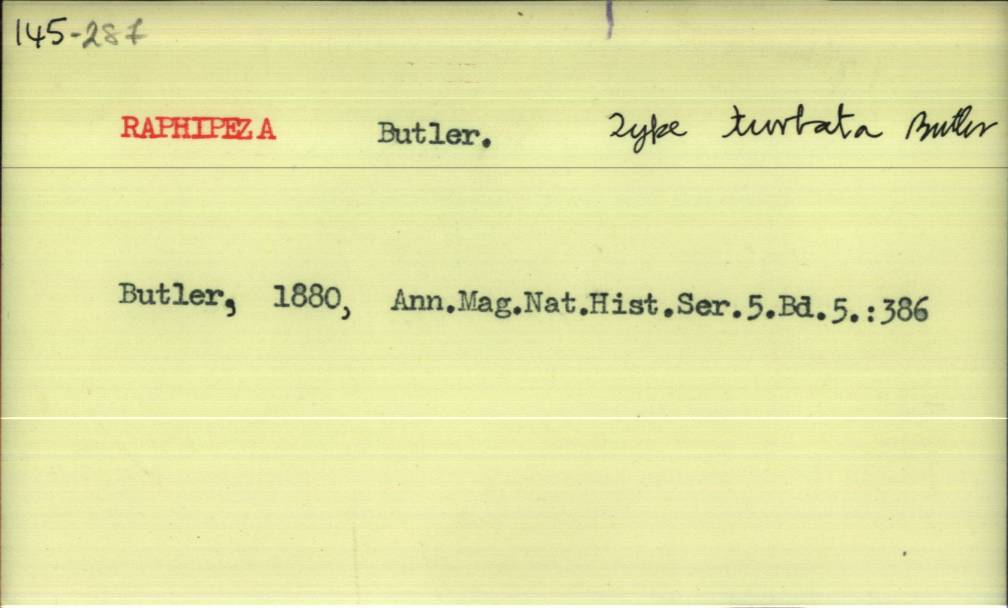 145-287
RAPHIPEZA Butler. Type turbata Butler
Butler, 1880, Ann.Mag.Nat.Hist.Ser.5.Bd.5.:386